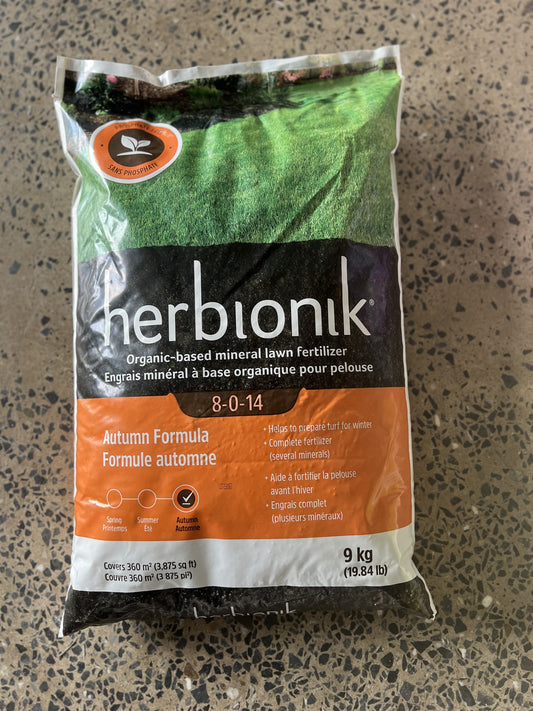 PHOSPHATE FREE
SANS PHOSPHATE
herbionik®
Organic-based mineral lawn fertilizer
Engrais minéral à base organique pour pelouse
8-0-14
Autumn Formula
Formule automne
• Helps to prepare turf for winter
• Complete fertilizer
(several minerals)
• Aide à fortifier la pelouse
avant l'hiver
• Engrais complet
(plusieurs minéraux)
Spring
Printemps
Summer
Été
Autumn
Automne
Covers 360 m² (3,875 sq ft)
Couvre 360 m² (3 875 pi²)
9 kg
(19.84 lb)
herbionik